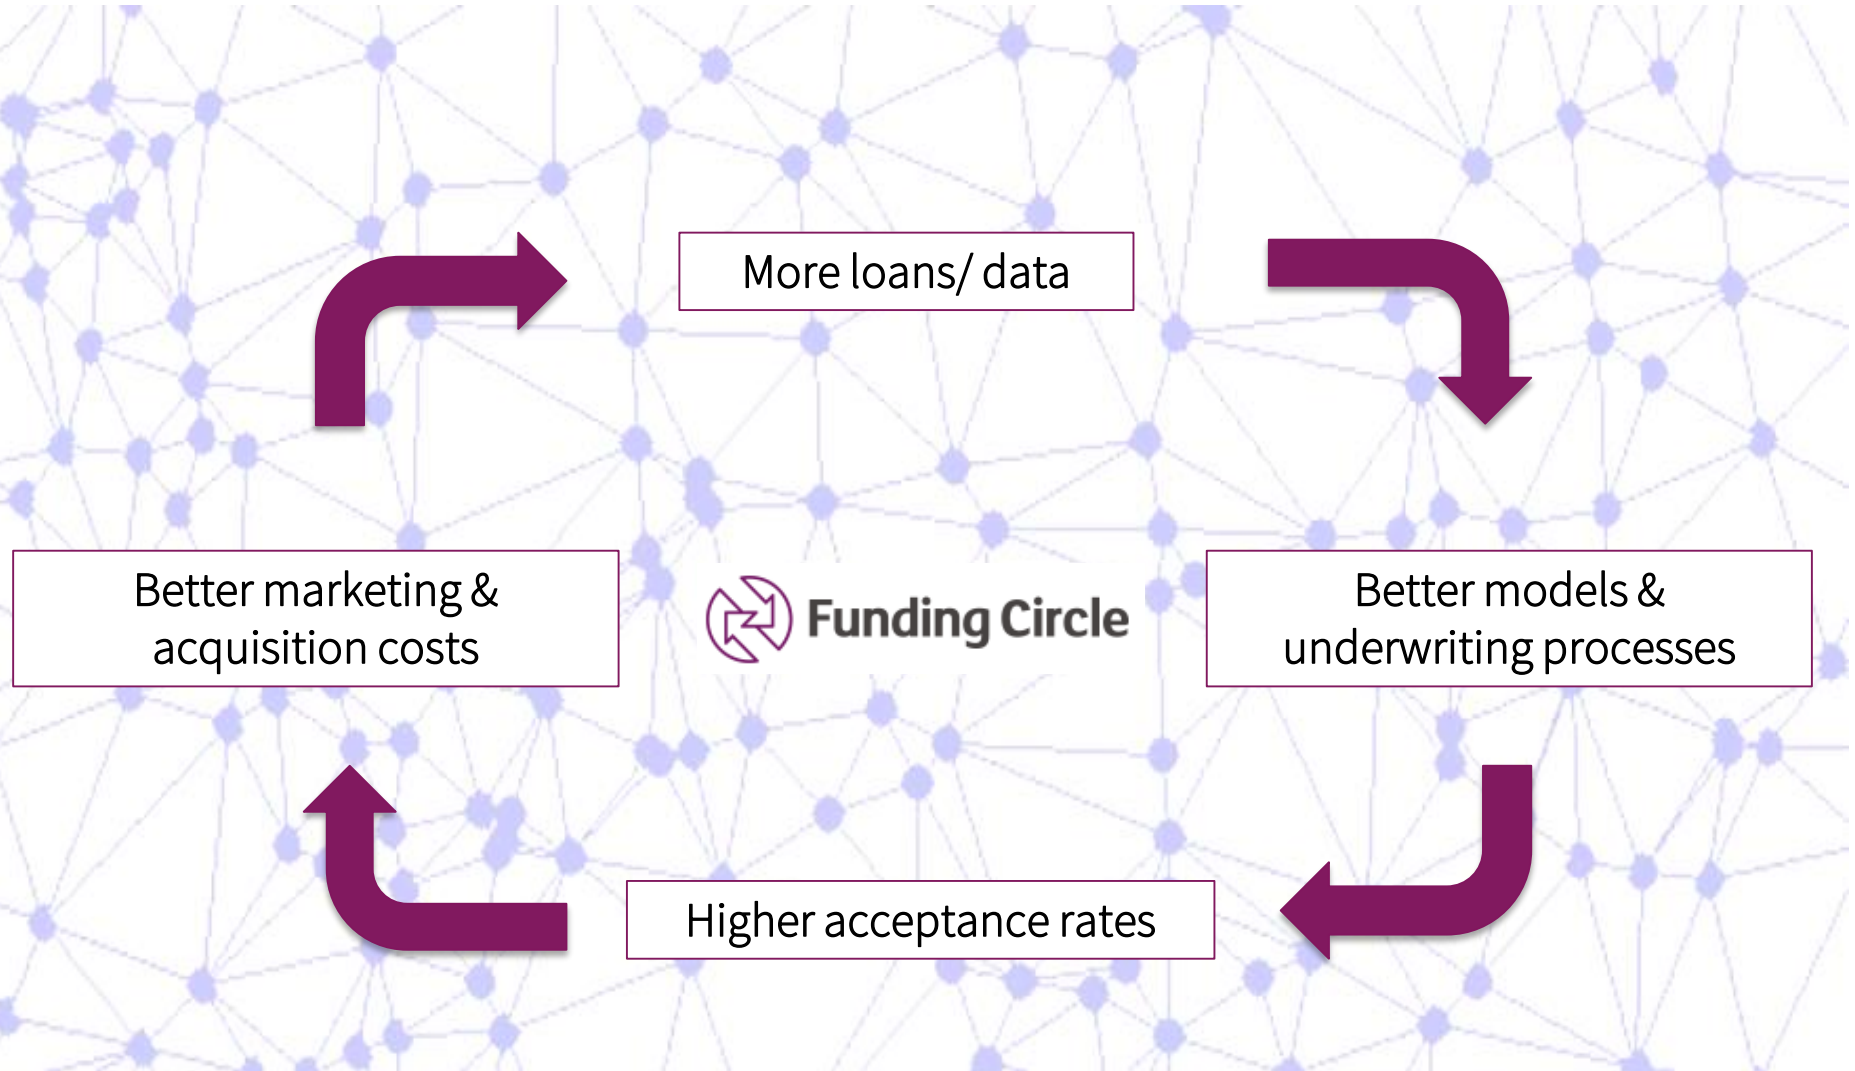 More loans/ data
Better marketing &
acquisition costs
Funding Circle
Better models &
underwriting processes
Higher acceptance rates